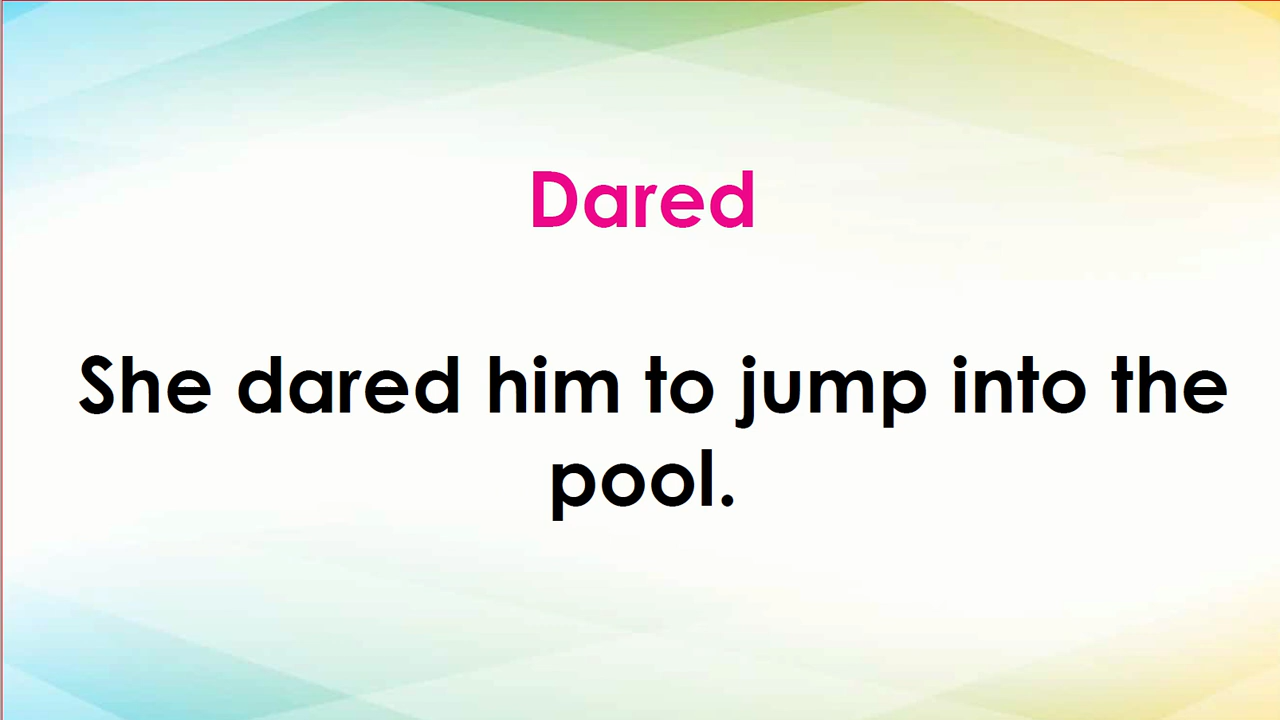 Dared
She dared him to jump into the
pool.